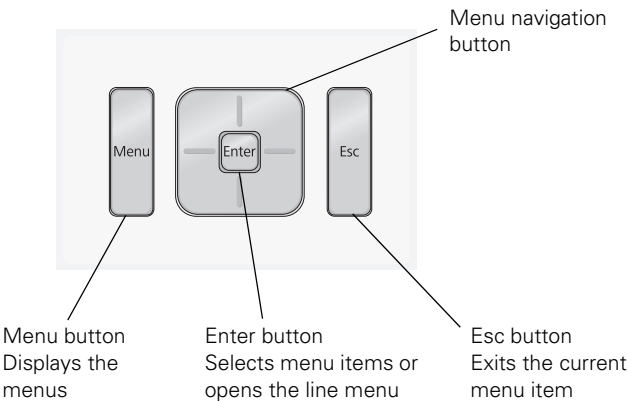 Menu navigation
button
Menu
Enter
Esc
Menu button
Displays the
menus
Enter button
Selects menu items or
opens the line menu
Esc button
Exits the current
menu item